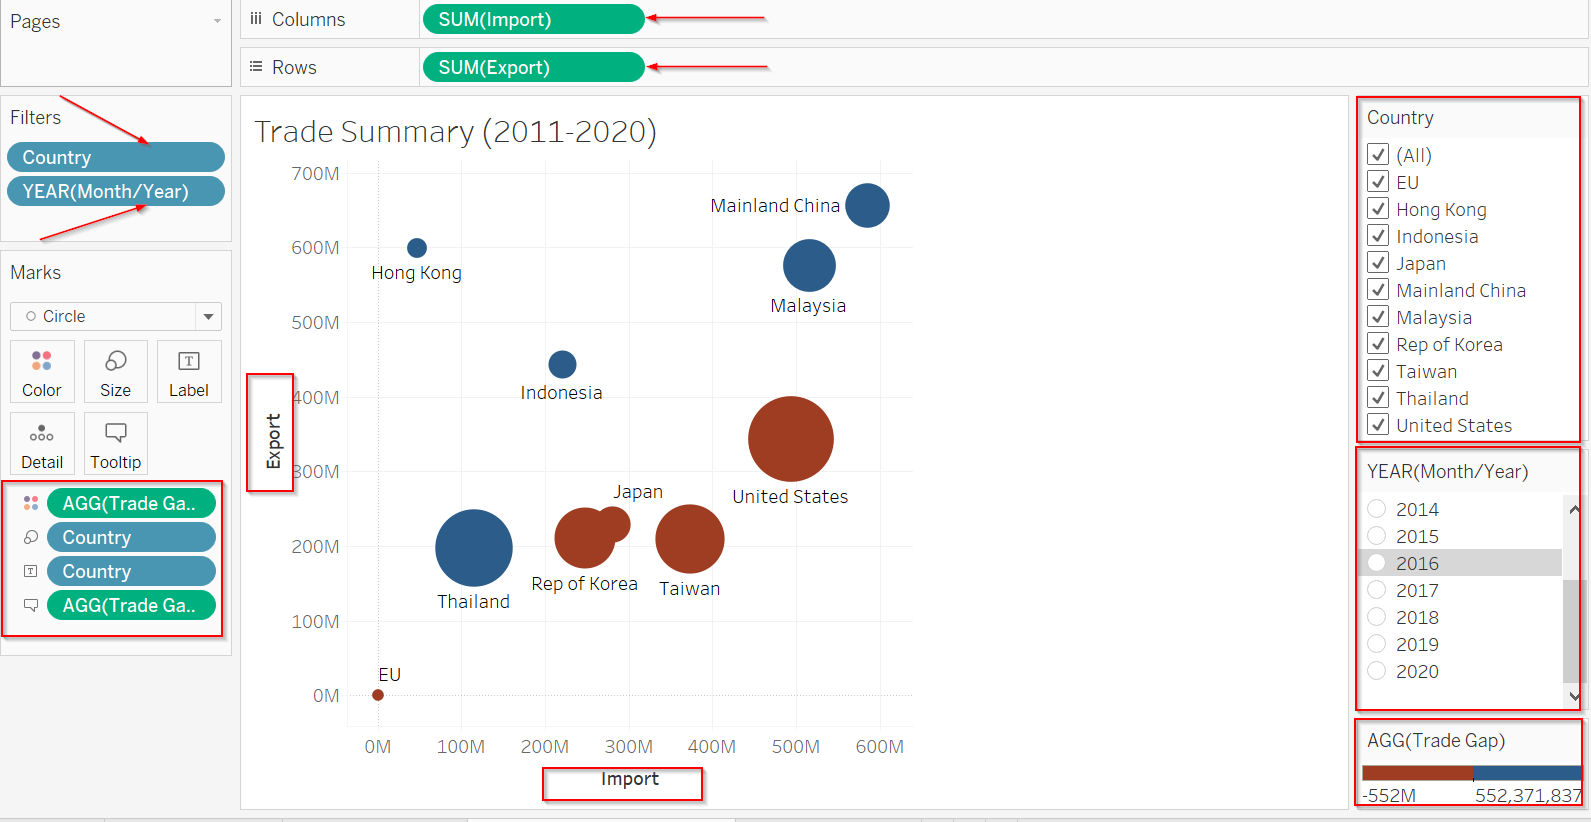 Pages
Columns
SUM(Import)
Rows
SUM(Export)
Filters
Country
YEAR(Month/Year)
Marks
Circle
Color
Size
Label
Detail
Tooltip
AGG(Trade Ga..
Country
Country
AGG(Trade Ga..
Trade Summary (2011-2020)
700M
Mainland China
600M
Hong Kong
Malaysia
500M
Indonesia
400M
Export
300M
Japan
United States
200M
Rep of Korea
Taiwan
Thailand
100M
EU
0M
0M 100M 200M 300M 400M 500M 600M
Import
Country
(All)
EU
Hong Kong
Indonesia
Japan
Mainland China
Malaysia
Rep of Korea
Taiwan
Thailand
United States
YEAR(Month/Year)
2014
2015
2016
2017
2018
2019
2020
AGG(Trade Gap)
-552M 552,371,837